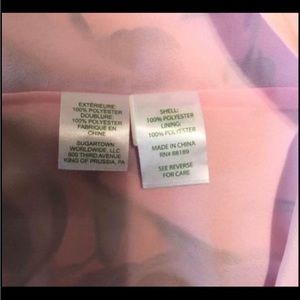 EXTÉRIEURE:
100% POLYESTER
DOUBLURE:
100% POLYESTER
FABRIQUE EN
CHINE
SUGARTOWN
WORLDWIDE, LLC
800 THIRD AVENUE
KING OF PRUSSIA, PA
SHELL:
100% POLYESTER
LINING:
100% POLYESTER
MADE IN CHINA
RN# 88189
SEE REVERSE
FOR CARE